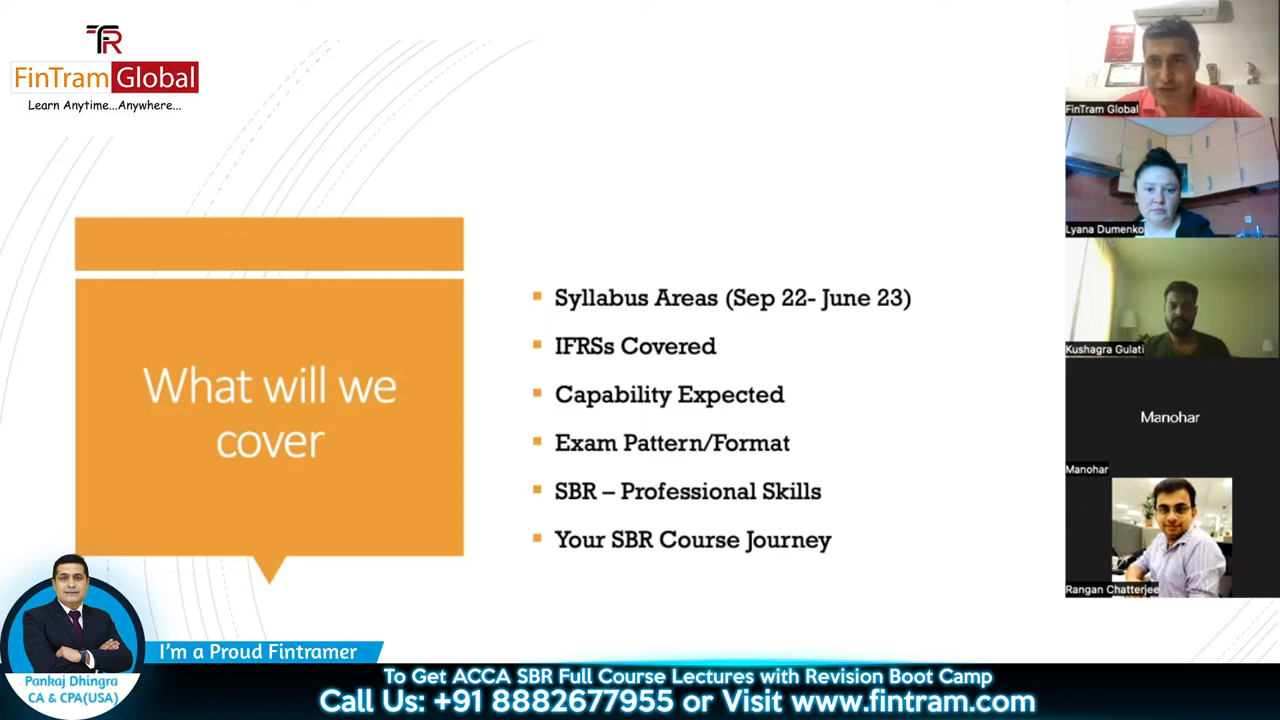 FR
FinTram Global
Learn Anytime...Anywhere...
What will we
cover
Syllabus Areas (Sep 22- June 23)
IFRSs Covered
Capability Expected
Exam Pattern/Format
SBR – Professional Skills
Your SBR Course Journey
FinTram Global
Lyana Dumenko
Kushagra Gulati
Manohar
Manohar
Rangan Chatterjee
I'm a Proud Fintramer
Pankaj Dhingra
CA & CPA(USA)
To Get ACCA SBR Full Course Lectures with Revision Boot Camp
Call Us: +91 8882677955 or Visit www.fintram.com